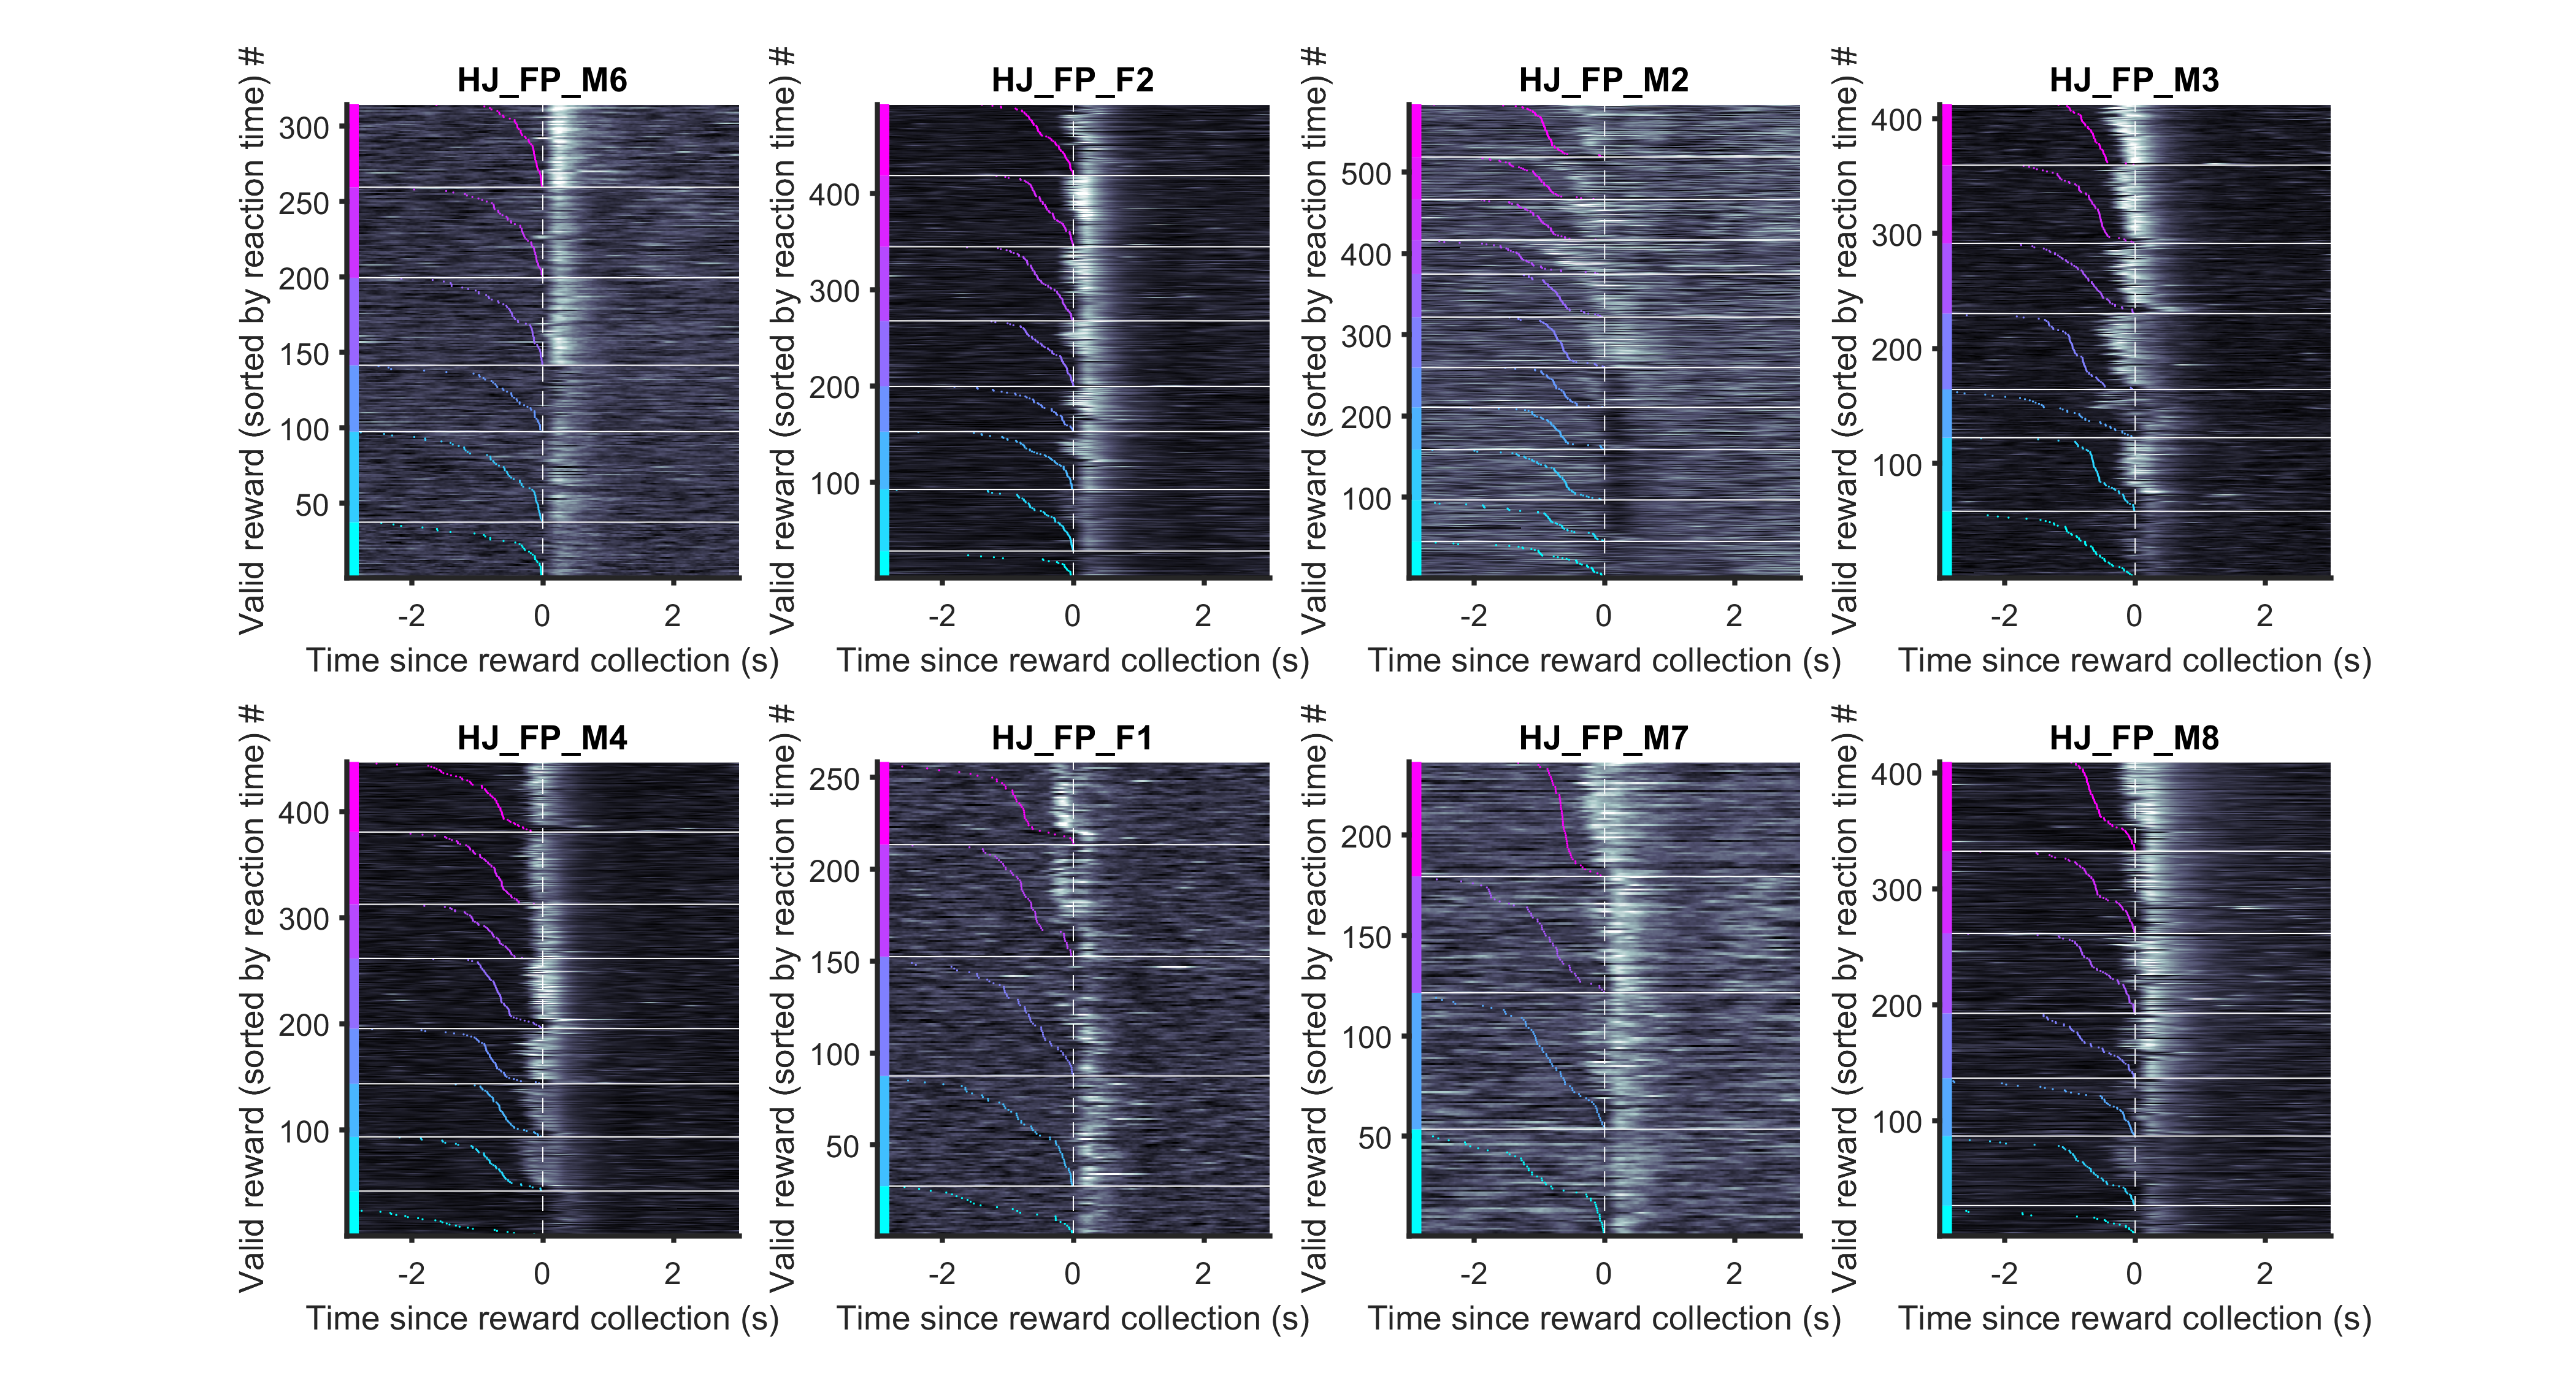 HJ_FP_M6
Valid reward (sorted by reaction time) #
300
250
200
150
100
50
-2 0 2
Time since reward collection (s)
HJ_FP_F2
Valid reward (sorted by reaction time) #
400
300
200
100
-2 0 2
Time since reward collection (s)
HJ_FP_M2
Valid reward (sorted by reaction time) #
500
400
300
200
100
-2 0 2
Time since reward collection (s)
HJ_FP_M3
Valid reward (sorted by reaction time) #
400
300
200
100
-2 0 2
Time since reward collection (s)
HJ_FP_M4
Valid reward (sorted by reaction time) #
400
300
200
100
-2 0 2
Time since reward collection (s)
HJ_FP_F1
Valid reward (sorted by reaction time) #
250
200
150
100
50
-2 0 2
Time since reward collection (s)
HJ_FP_M7
Valid reward (sorted by reaction time) #
200
150
100
50
-2 0 2
Time since reward collection (s)
HJ_FP_M8
Valid reward (sorted by reaction time) #
400
300
200
100
-2 0 2
Time since reward collection (s)